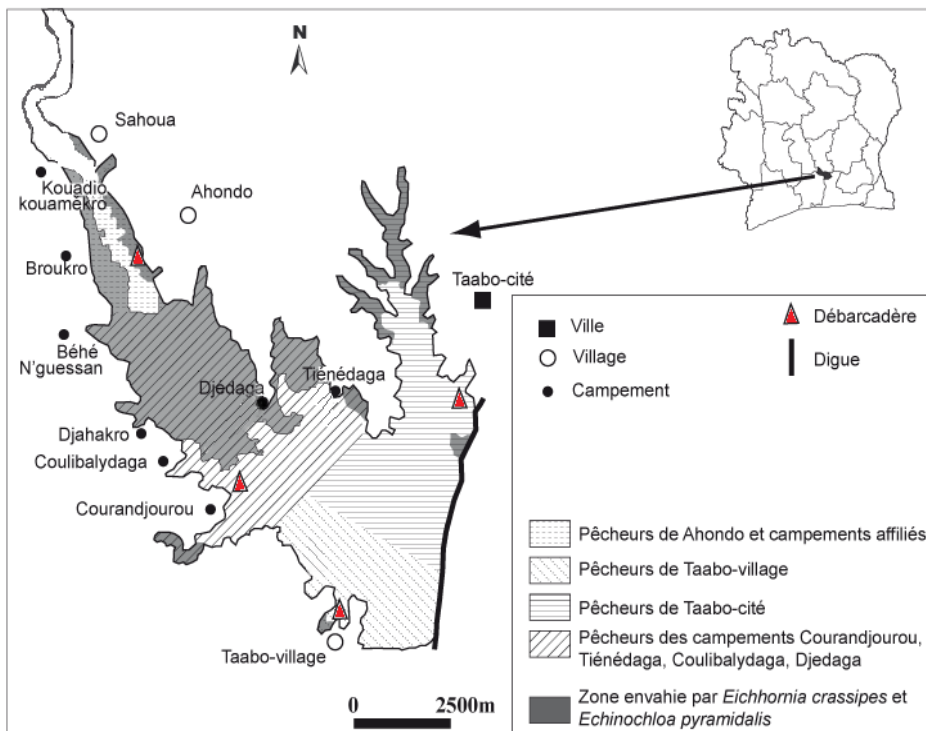 N
Sahoua
Kouadio
kouamékro
Ahondo
Broukro
Taabo-cité
Béhé
N'guessan
Djedaga
Tiénédaga
Djahakro
Coulibalydaga
Courandjourou
Taabo-village
0 2500m
Ville
Village
Campement
Débarcadère
Digue
Pêcheurs de Ahondo et campements affiliés
Pêcheurs de Taabo-village
Pêcheurs de Taabo-cité
Pêcheurs des campements Courandjourou,
Tiénédaga, Coulibalydaga, Djedaga
Zone envahie par Eichhornia crassipes et
Echinochloa pyramidalis